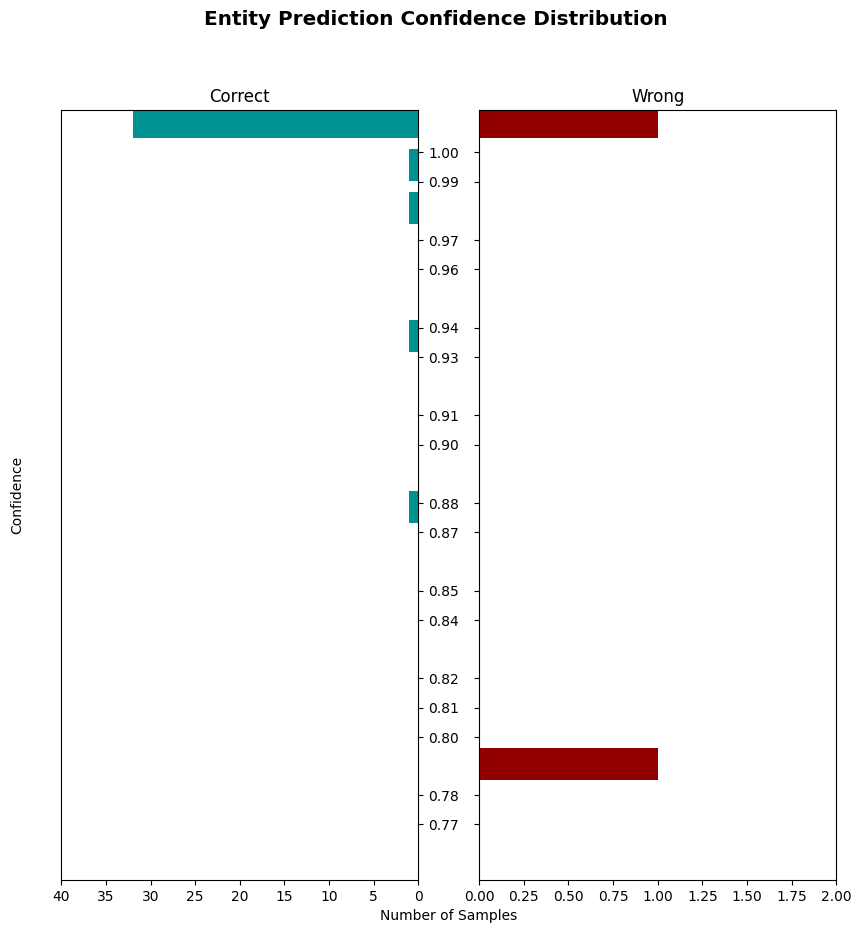 Entity Prediction Confidence Distribution
Correct
Wrong
1.00
0.99
0.97
0.96
0.94
0.93
0.91
0.90
0.88
0.87
0.85
0.84
0.82
0.81
0.80
0.78
0.77
Confidence
40 35 30 25 20 15 10 5 0
0.00 0.25 0.50 0.75 1.00 1.25 1.50 1.75 2.00
Number of Samples